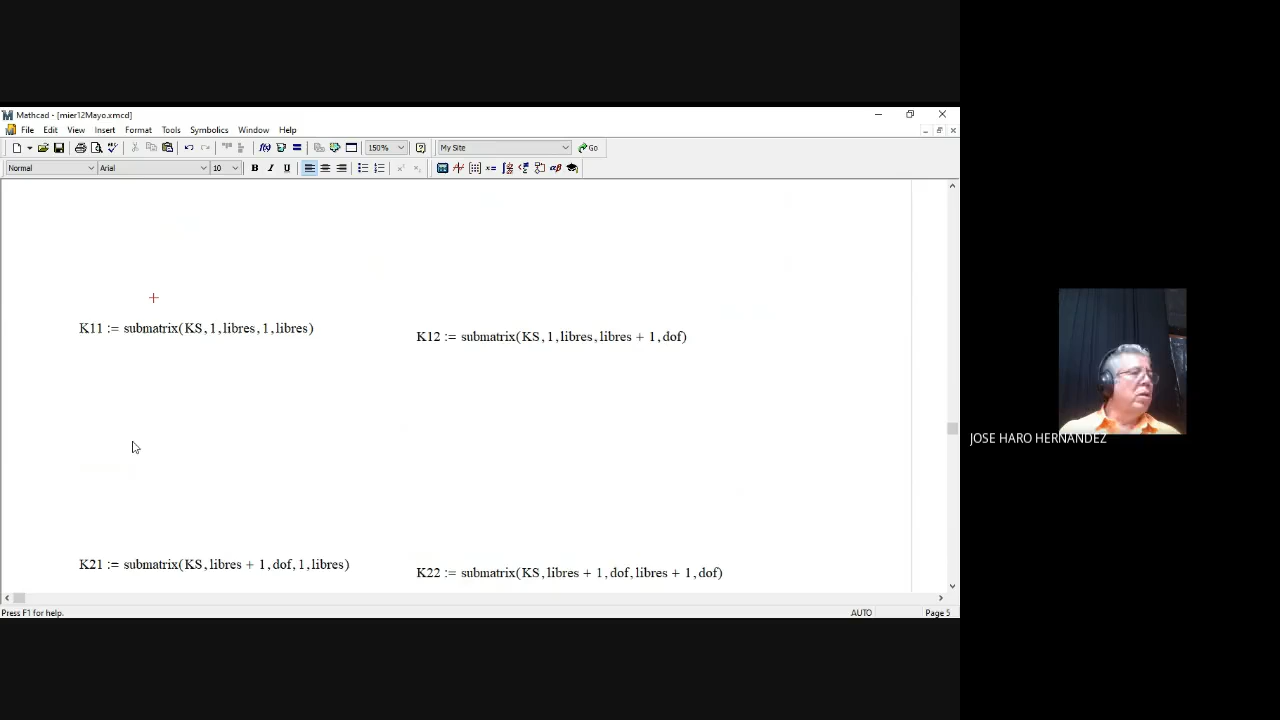 Mathcad - [mier12Mayo.xmcd]
File Edit View Insert Format Tools Symbolics Window Help
150% My Site Go
Normal Arial 10 B I U
K11 := submatrix(KS,1,libres,1,libres)
K12 := submatrix(KS,1,libres,libres + 1,dof)
JOSE HARO HERNANDEZ
K21 := submatrix(KS,libres + 1,dof,1,libres)
K22 := submatrix(KS,libres + 1,dof,libres + 1,dof)
Press F1 for help. AUTO Page 5